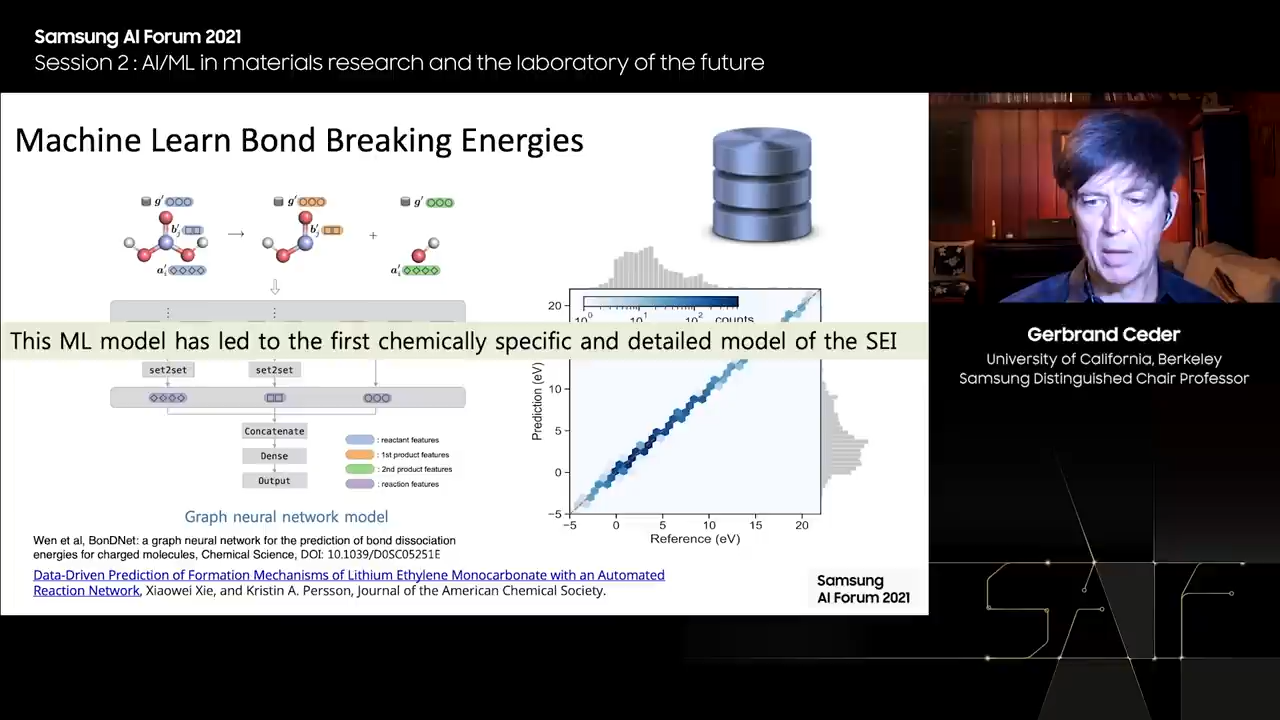 Samsung AI Forum 2021
Session 2 : AI/ML in materials research and the laboratory of the future
Machine Learn Bond Breaking Energies
g'
g'
g'
b'j
b'j
+
a'i
a'i
This ML model has led to the first chemically specific and detailed model of the SEI
set2set
set2set
Concatenate
Dense
Output
: reactant features
: 1st product features
: 2nd product features
: reaction features
Graph neural network model
20
10
5
0
−5
−5
0
5
10
15
20
10⁰
10¹
10²
counts
Prediction (eV)
Reference (eV)
Wen et al, BonDNet: a graph neural network for the prediction of bond dissociation
energies for charged molecules, Chemical Science, DOI: 10.1039/D0SC05251E
Data-Driven Prediction of Formation Mechanisms of Lithium Ethylene Monocarbonate with an Automated
Reaction Network, Xiaowei Xie, and Kristin A. Persson, Journal of the American Chemical Society.
Samsung
AI Forum 2021
Gerbrand Ceder
University of California, Berkeley
Samsung Distinguished Chair Professor